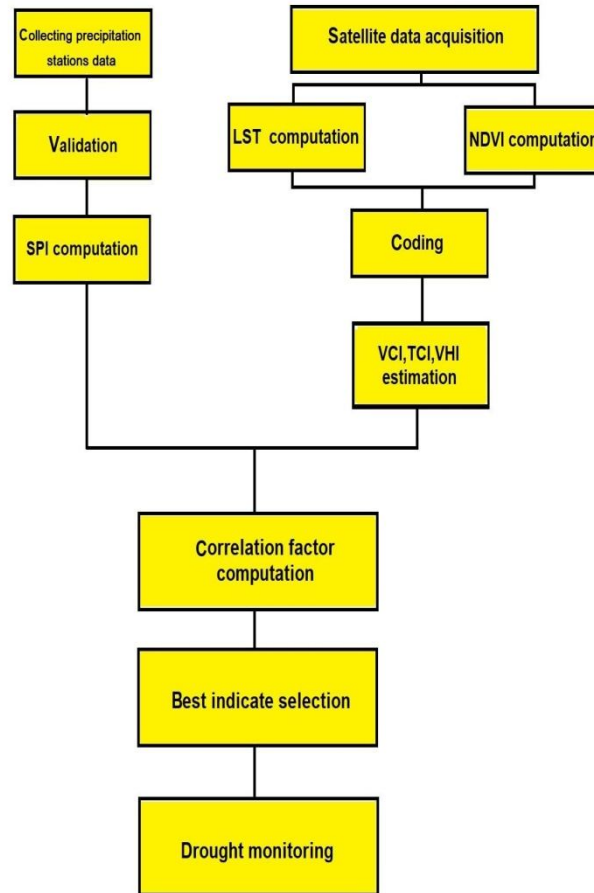 Collecting precipitation
stations data
Validation
SPI computation
Satellite data acquisition
LST computation
NDVI computation
Coding
VCI,TCI,VHI
estimation
Correlation factor
computation
Best indicate selection
Drought monitoring